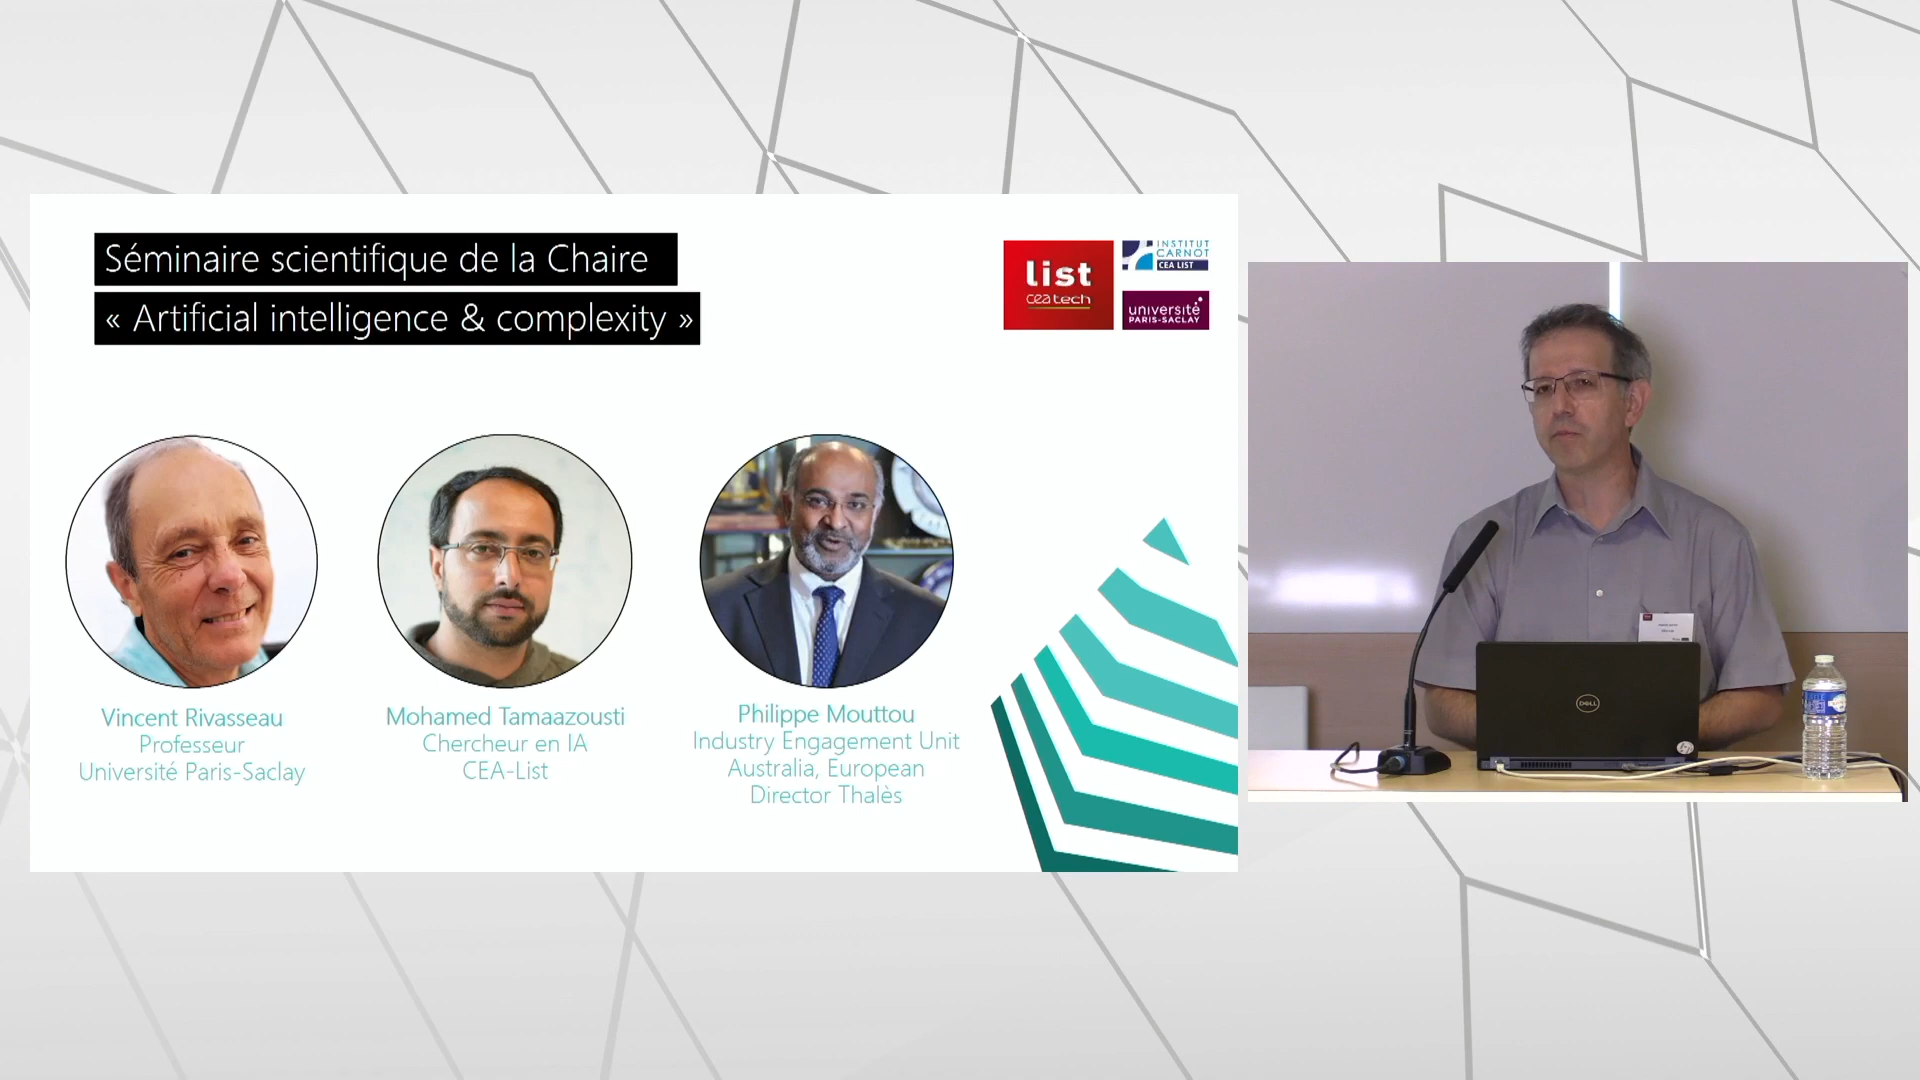 Séminaire scientifique de la Chaire
« Artificial intelligence & complexity »
list
ceatech
INSTITUT
CARNOT
CEA LIST
université
PARIS-SACLAY
Vincent Rivasseau
Professeur
Université Paris-Saclay
Mohamed Tamaazousti
Chercheur en IA
CEA-List
Philippe Mouttou
Industry Engagement Unit
Australia, European
Director Thalès
DELL